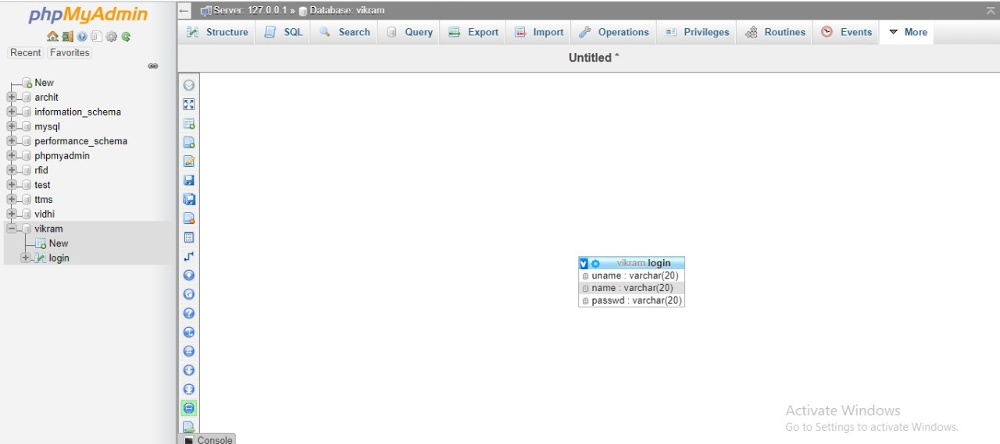 phpMyAdmin
Recent Favorites
New
archit
information_schema
mysql
performance_schema
phpmyadmin
rfid
test
ttms
vidhi
vikram
New
login
Server: 127.0.0.1 » Database: vikram
Structure SQL Search Query Export Import Operations Privileges Routines Events More
Untitled *
vikram login
uname : varchar(20)
name : varchar(20)
passwd : varchar(20)
Activate Windows
Go to Settings to activate Windows.
Console